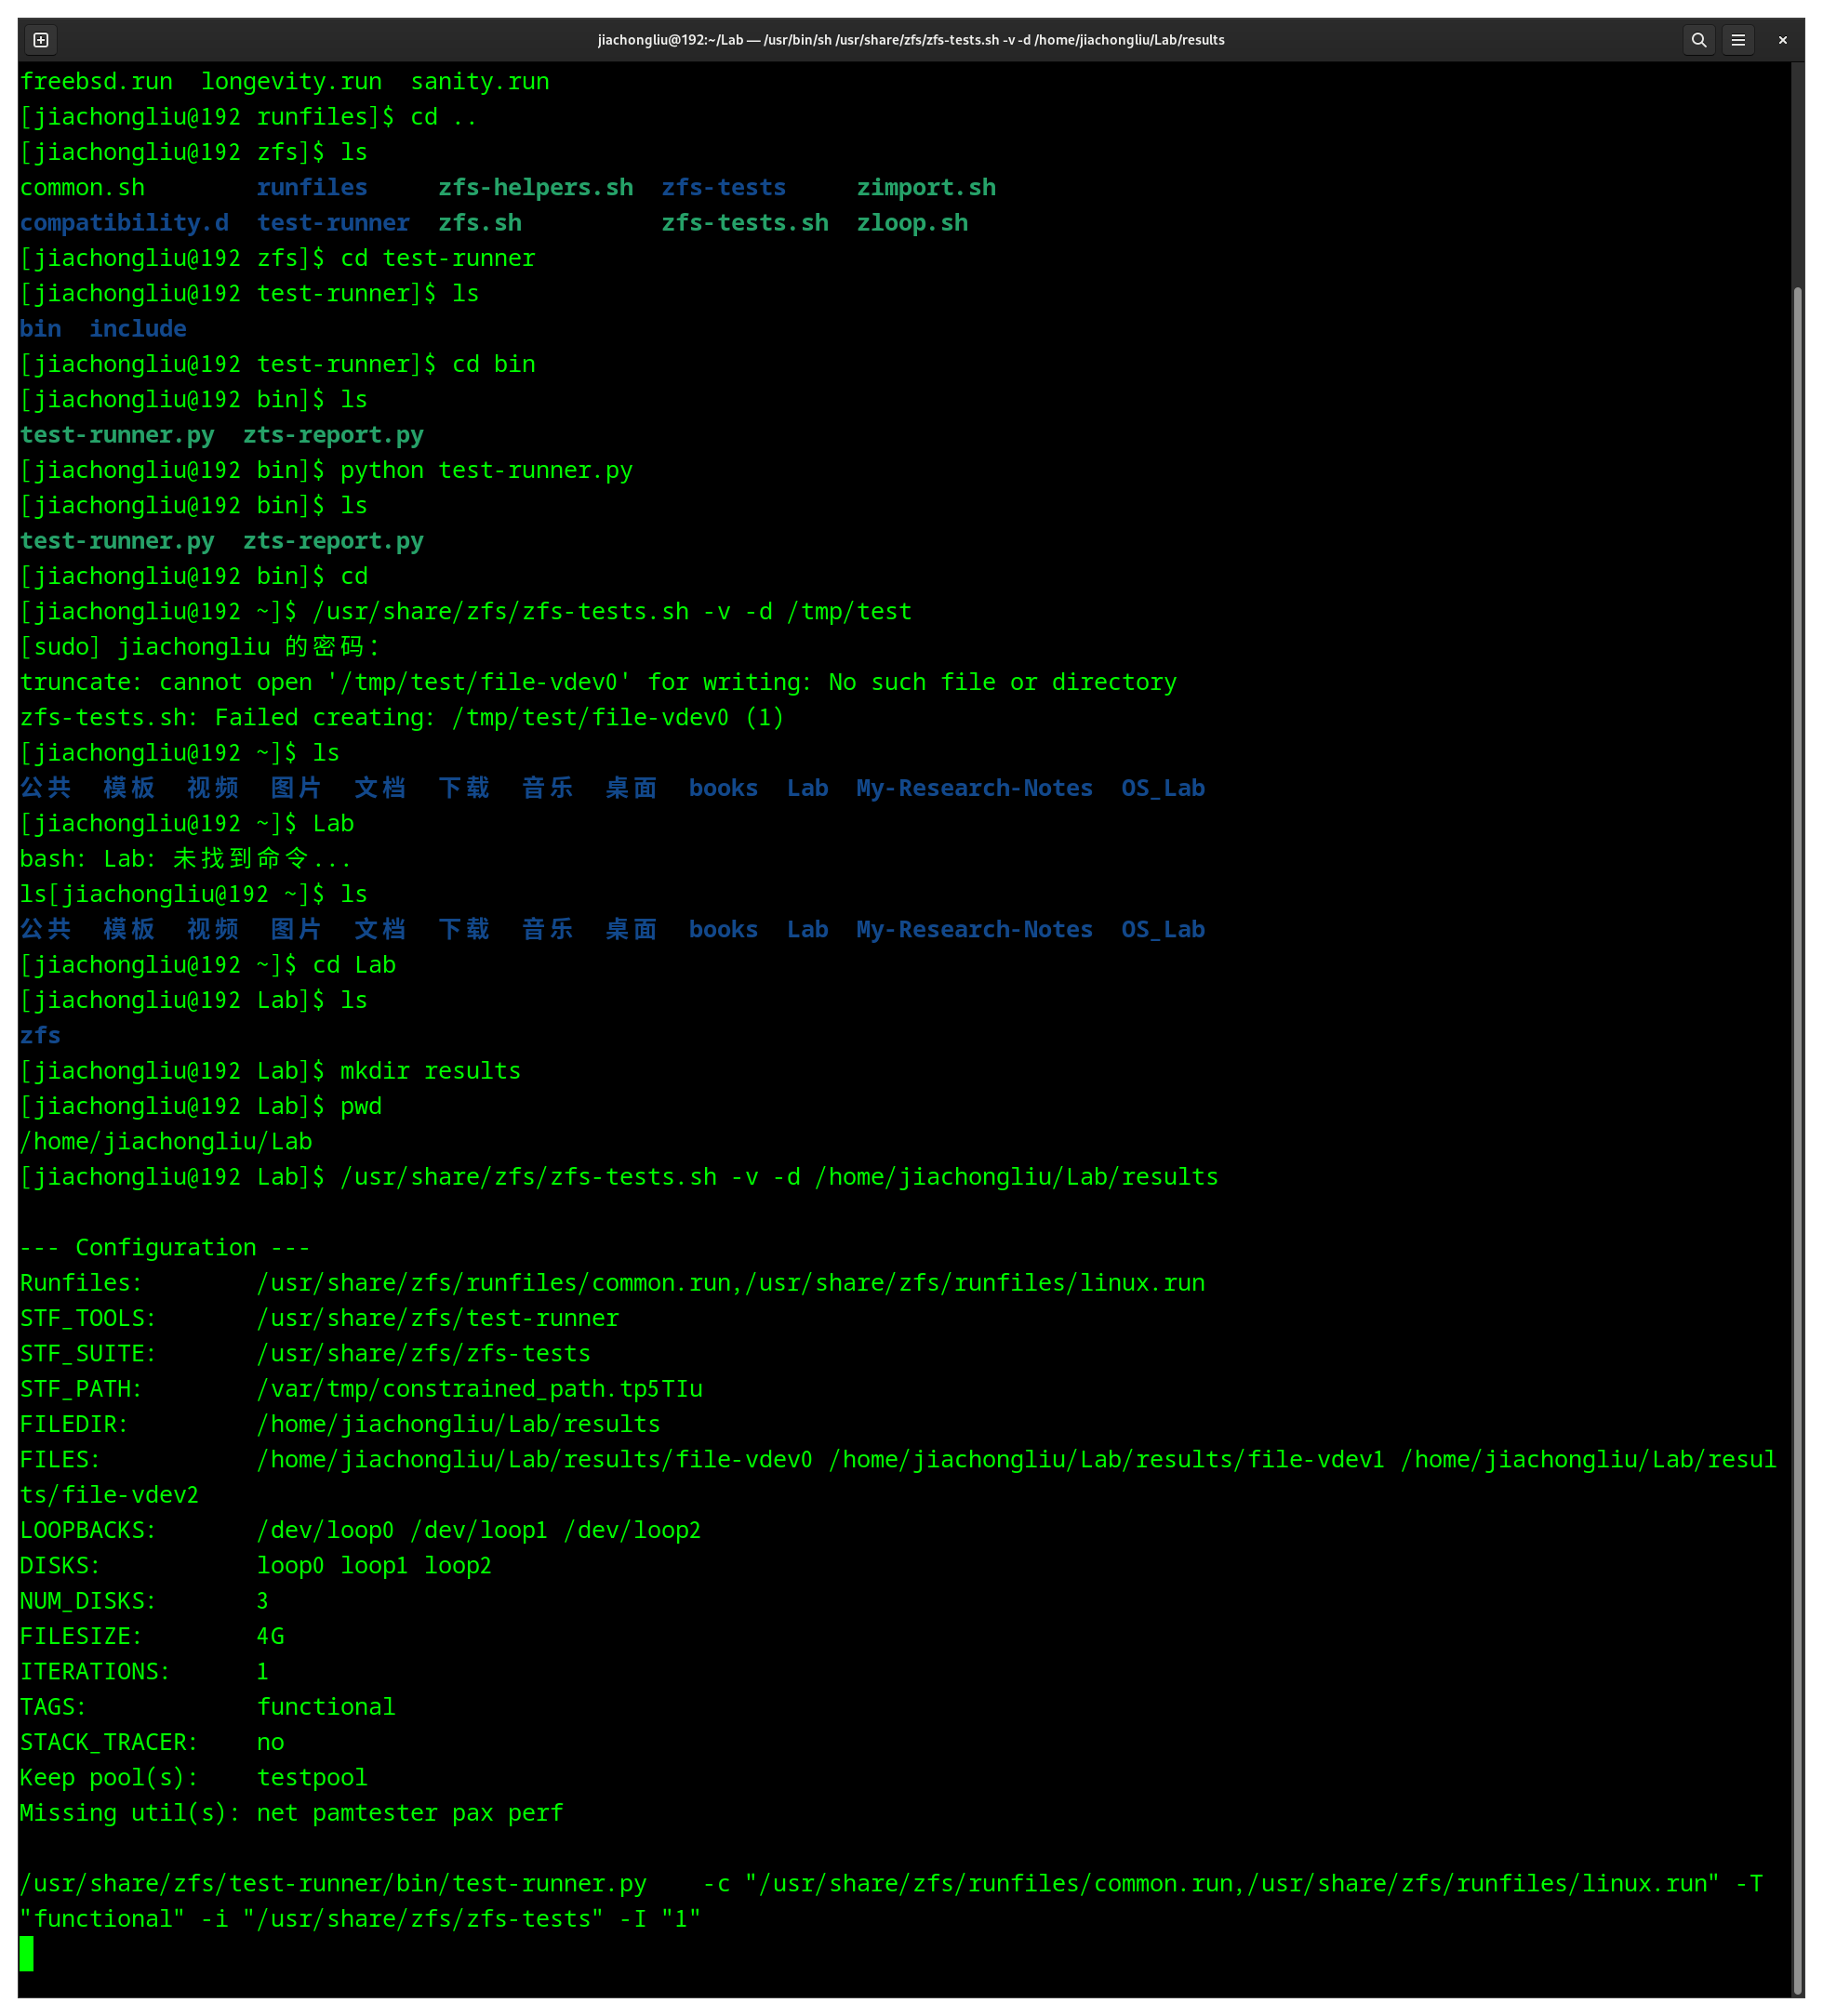 jiachongliu@192:~/Lab — /usr/bin/sh /usr/share/zfs/zfs-tests.sh -v -d /home/jiachongliu/Lab/results
freebsd.run  longevity.run  sanity.run
[jiachongliu@192 runfiles]$ cd ..
[jiachongliu@192 zfs]$ ls
common.sh        runfiles     zfs-helpers.sh  zfs-tests     zimport.sh
compatibility.d  test-runner  zfs.sh          zfs-tests.sh  zloop.sh
[jiachongliu@192 zfs]$ cd test-runner
[jiachongliu@192 test-runner]$ ls
bin  include
[jiachongliu@192 test-runner]$ cd bin
[jiachongliu@192 bin]$ ls
test-runner.py  zts-report.py
[jiachongliu@192 bin]$ python test-runner.py
[jiachongliu@192 bin]$ ls
test-runner.py  zts-report.py
[jiachongliu@192 bin]$ cd
[jiachongliu@192 ~]$ /usr/share/zfs/zfs-tests.sh -v -d /tmp/test
[sudo] jiachongliu 的密码：
truncate: cannot open '/tmp/test/file-vdev0' for writing: No such file or directory
zfs-tests.sh: Failed creating: /tmp/test/file-vdev0 (1)
[jiachongliu@192 ~]$ ls
公共  模板  视频  图片  文档  下载  音乐  桌面  books  Lab  My-Research-Notes  OS_Lab
[jiachongliu@192 ~]$ Lab
bash: Lab: 未找到命令...
ls[jiachongliu@192 ~]$ ls
公共  模板  视频  图片  文档  下载  音乐  桌面  books  Lab  My-Research-Notes  OS_Lab
[jiachongliu@192 ~]$ cd Lab
[jiachongliu@192 Lab]$ ls
zfs
[jiachongliu@192 Lab]$ mkdir results
[jiachongliu@192 Lab]$ pwd
/home/jiachongliu/Lab
[jiachongliu@192 Lab]$ /usr/share/zfs/zfs-tests.sh -v -d /home/jiachongliu/Lab/results
--- Configuration ---
Runfiles:        /usr/share/zfs/runfiles/common.run,/usr/share/zfs/runfiles/linux.run
STF_TOOLS:       /usr/share/zfs/test-runner
STF_SUITE:       /usr/share/zfs/zfs-tests
STF_PATH:        /var/tmp/constrained_path.tp5TIu
FILEDIR:         /home/jiachongliu/Lab/results
FILES:           /home/jiachongliu/Lab/results/file-vdev0 /home/jiachongliu/Lab/results/file-vdev1 /home/jiachongliu/Lab/resul
ts/file-vdev2
LOOPBACKS:       /dev/loop0 /dev/loop1 /dev/loop2
DISKS:           loop0 loop1 loop2
NUM_DISKS:       3
FILESIZE:        4G
ITERATIONS:      1
TAGS:            functional
STACK_TRACER:    no
Keep pool(s):    testpool
Missing util(s): net pamtester pax perf
/usr/share/zfs/test-runner/bin/test-runner.py    -c "/usr/share/zfs/runfiles/common.run,/usr/share/zfs/runfiles/linux.run" -T
"functional" -i "/usr/share/zfs/zfs-tests" -I "1"